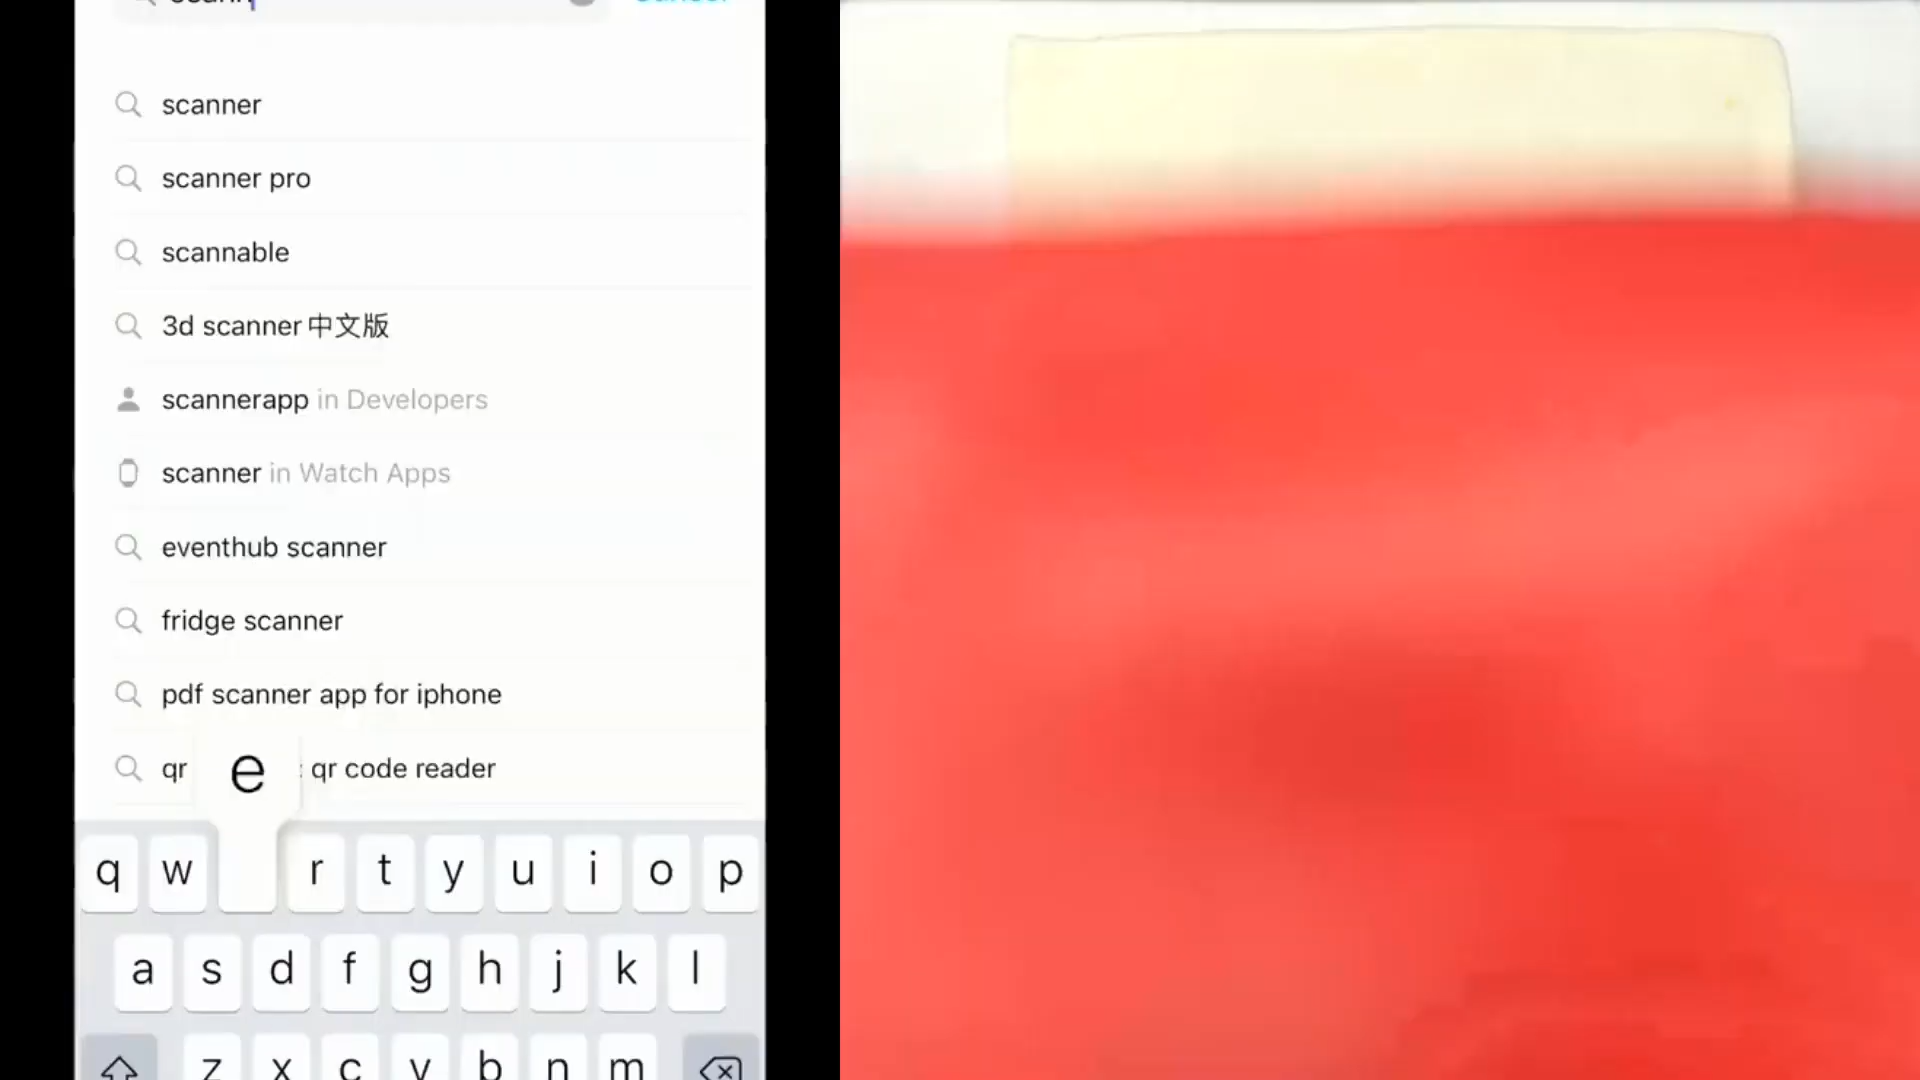 scanner
scanner pro
scannable
3d scanner 中文版
scannerapp in Developers
scanner in Watch Apps
eventhub scanner
fridge scanner
pdf scanner app for iphone
qr e qr code reader
q w r t y u i o p
a s d f g h j k l
z x c v b n m